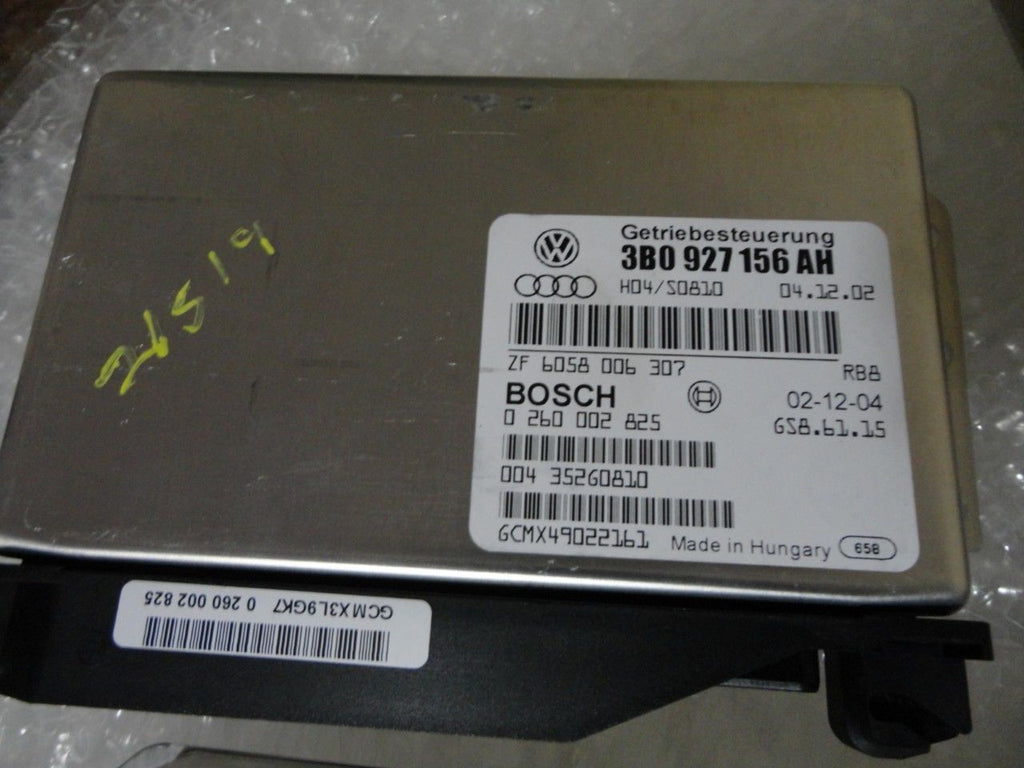 Getriebesteuerung
3B0 927 156 AH
H04/S0810 04.12.02
ZF 6058 006 307 RB8
BOSCH 02-12-04
0 260 002 825 GS8.61.15
004 35260810
GCMX49022161 Made in Hungary 658
GCMX3L9GK7 0 260 002 825